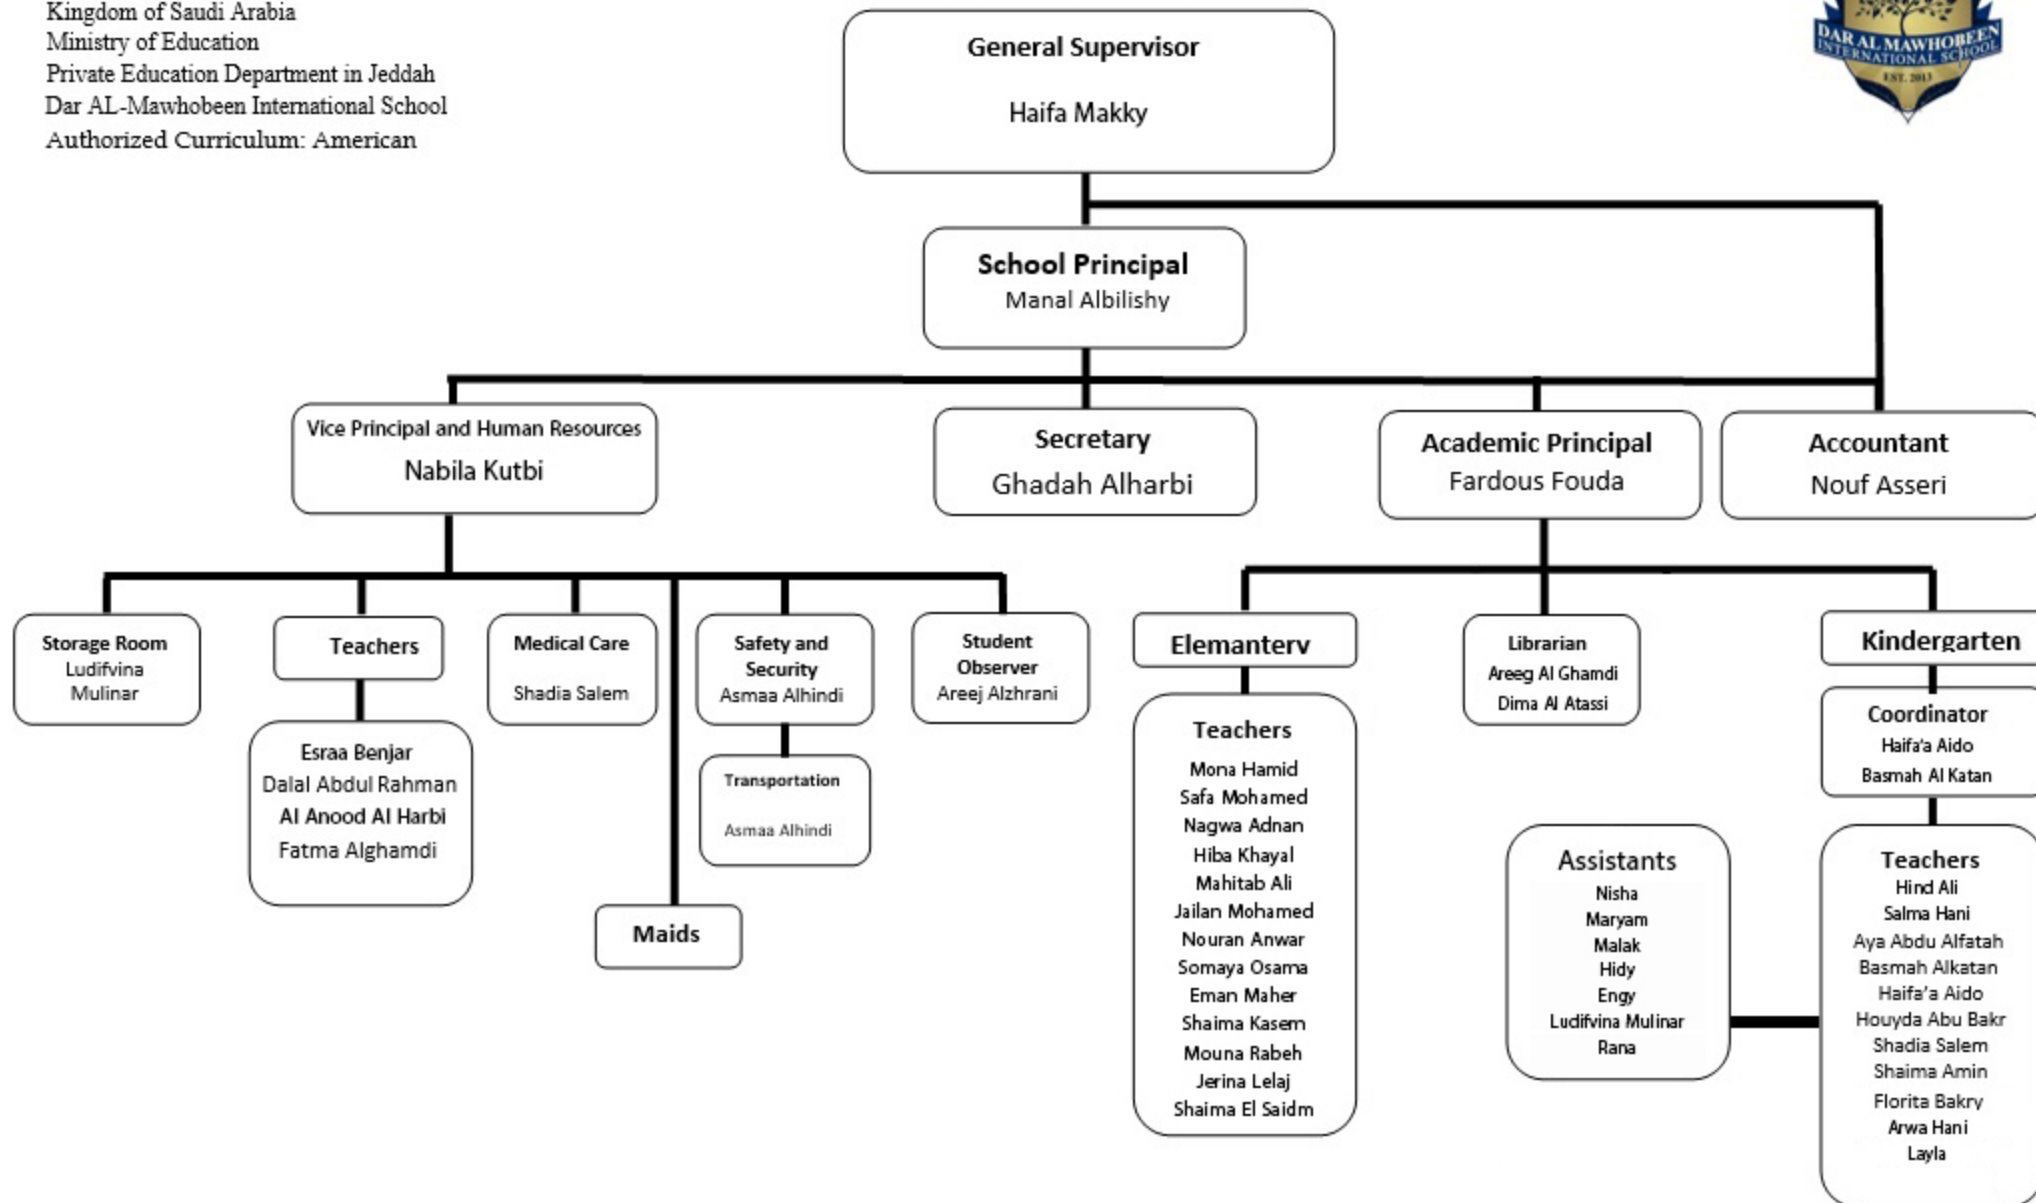 Kingdom of Saudi Arabia
Ministry of Education
Private Education Department in Jeddah
Dar AL-Mawhobeen International School
Authorized Curriculum: American
DAR AL MAWHOBEEN
INTERNATIONAL SCHOOL
EST. 2013
General Supervisor
Haifa Makky
School Principal
Manal Albilishy
Vice Principal and Human Resources
Nabila Kutbi
Secretary
Ghadah Alharbi
Academic Principal
Fardous Fouda
Accountant
Nouf Asseri
Storage Room
Ludifvina
Mulinar
Teachers
Esraa Benjar
Dalal Abdul Rahman
Al Anood Al Harbi
Fatma Alghamdi
Medical Care
Shadia Salem
Maids
Safety and
Security
Asmaa Alhindi
Transportation
Asmaa Alhindi
Student
Observer
Areej Alzhrani
Elemantery
Teachers
Mona Hamid
Safa Mohamed
Nagwa Adnan
Hiba Khayal
Mahitab Ali
Jailan Mohamed
Nouran Anwar
Somaya Osama
Eman Maher
Shaima Kasem
Mouna Rabeh
Jerina Lelaj
Shaima El Saidm
Librarian
Areeg Al Ghamdi
Dima Al Atassi
Kindergarten
Coordinator
Haifa'a Aido
Basmah Al Katan
Assistants
Nisha
Maryam
Malak
Hidy
Engy
Ludifvina Mulinar
Rana
Teachers
Hind Ali
Salma Hani
Aya Abdu Alfatah
Basmah Alkatan
Haifa'a Aido
Houyda Abu Bakr
Shadia Salem
Shaima Amin
Florita Bakry
Arwa Hani
Layla